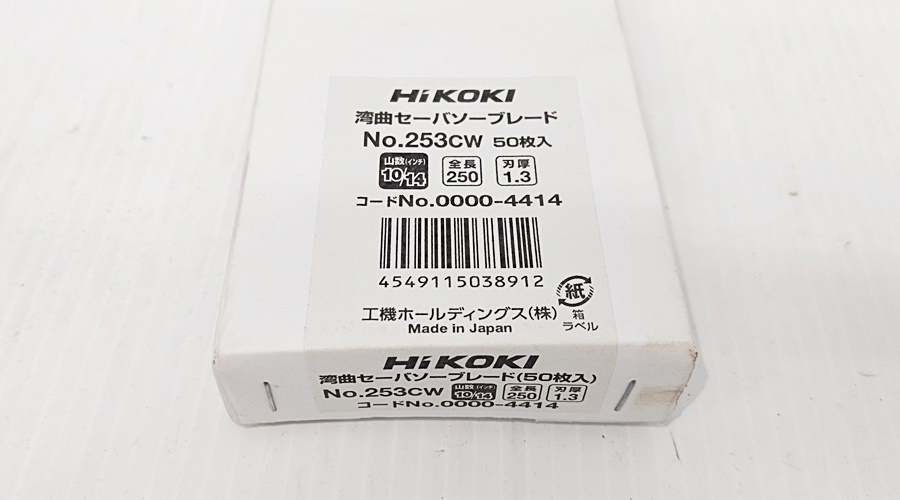 HiKOKI
湾曲セーバソーブレード
No.253CW 50枚入
山数(インチ) 全長 刃厚
10/14 250 1.3
コードNo.0000-4414
4549115038912
紙
工機ホールディングス(株) 箱
Made in Japan ラベル
HiKOKI
湾曲セーバソーブレード(50枚入)
No.253CW 山数(インチ) 10/14 全長 250 刃厚 1.3
コードNo.0000-4414